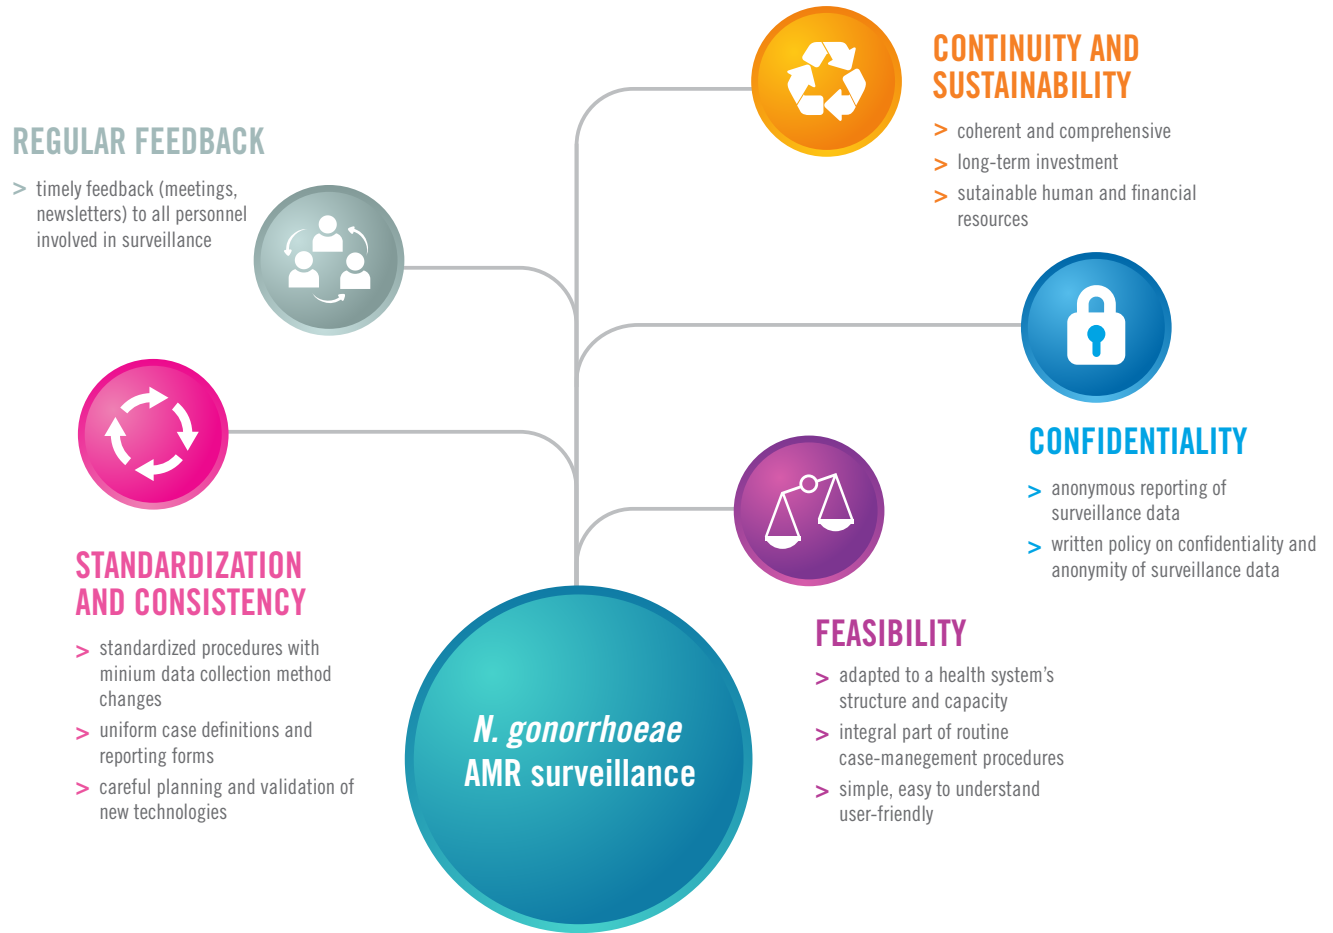 CONTINUITY AND
SUSTAINABILITY
> coherent and comprehensive
> long-term investment
> sutainable human and financial
resources
REGULAR FEEDBACK
> timely feedback (meetings,
newsletters) to all personnel
involved in surveillance
CONFIDENTIALITY
> anonymous reporting of
surveillance data
> written policy on confidentiality and
anonymity of surveillance data
STANDARDIZATION
AND CONSISTENCY
> standardized procedures with
minium data collection method
changes
> uniform case definitions and
reporting forms
> careful planning and validation of
new technologies
FEASIBILITY
> adapted to a health system's
structure and capacity
> integral part of routine
case-manegement procedures
> simple, easy to understand
user-friendly
N. gonorrhoeae
AMR surveillance